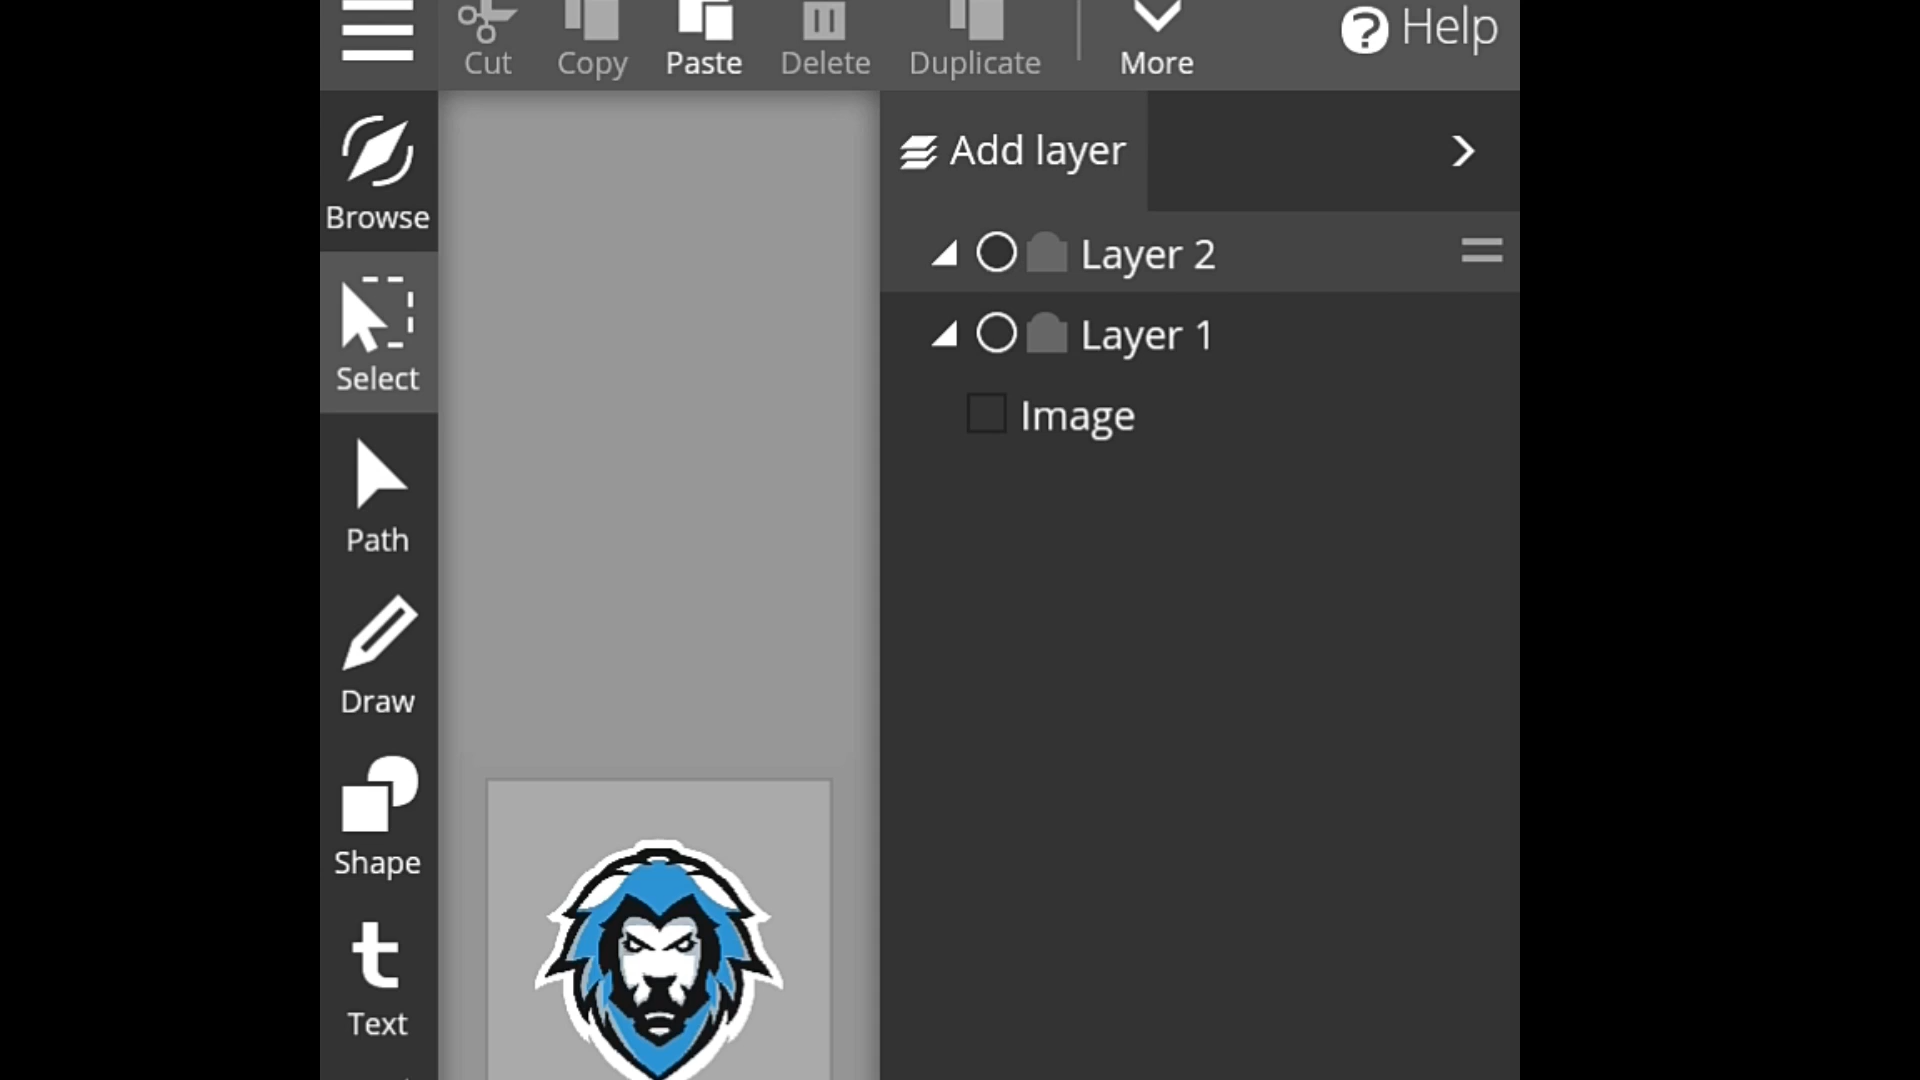 Cut Copy Paste Delete Duplicate More Help
Browse
Add layer
Layer 2
Select
Layer 1
Image
Path
Draw
Shape
Text